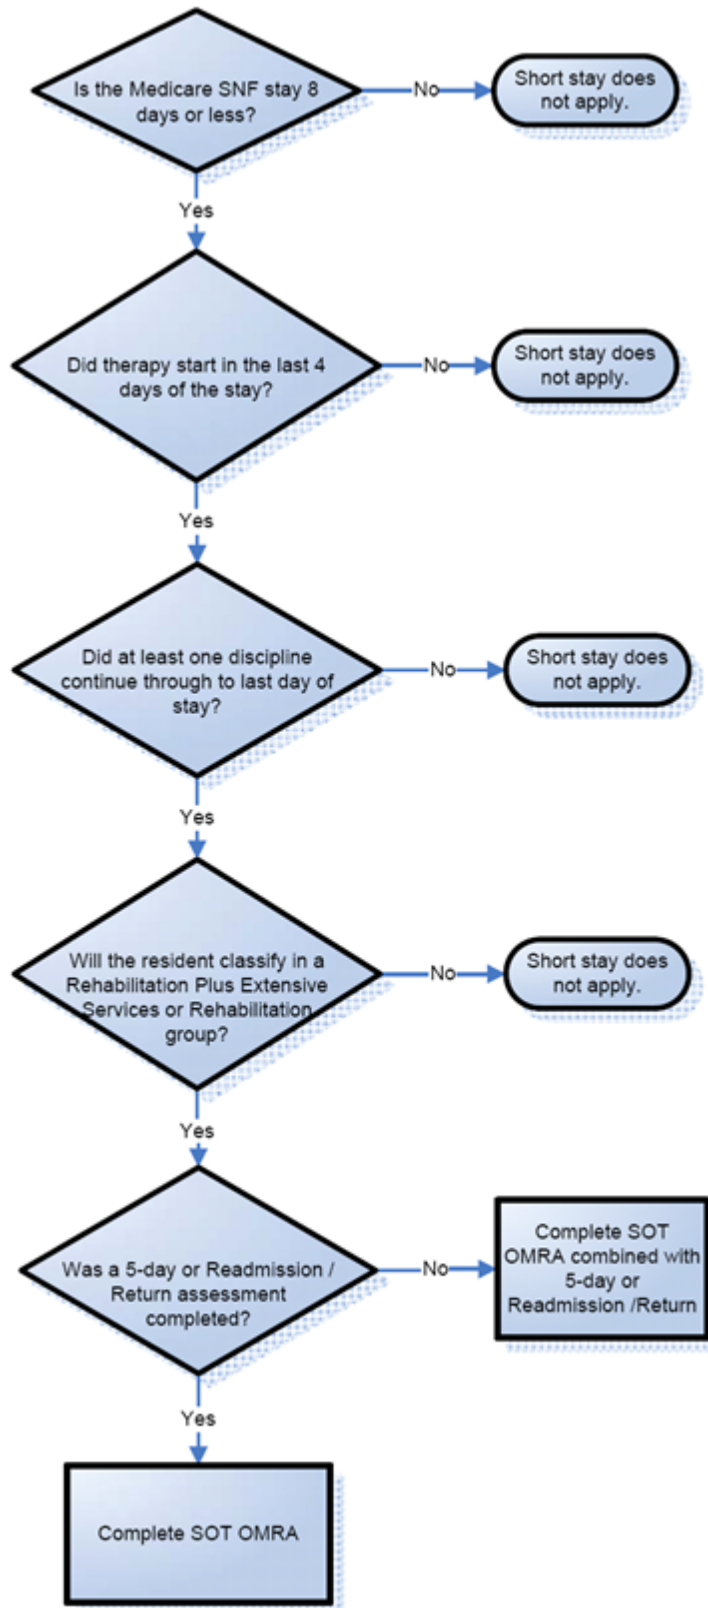 Is the Medicare SNF stay 8
days or less?
No
Short stay does
not apply.
Yes
Did therapy start in the last 4
days of the stay?
No
Short stay does
not apply.
Yes
Did at least one discipline
continue through to last day of
stay?
No
Short stay does
not apply.
Yes
Will the resident classify in a
Rehabilitation Plus Extensive
Services or Rehabilitation
group?
No
Short stay does
not apply.
Yes
Was a 5-day or Readmission /
Return assessment
completed?
No
Complete SOT
OMRA combined with
5-day or
Readmission /Return
Yes
Complete SOT OMRA